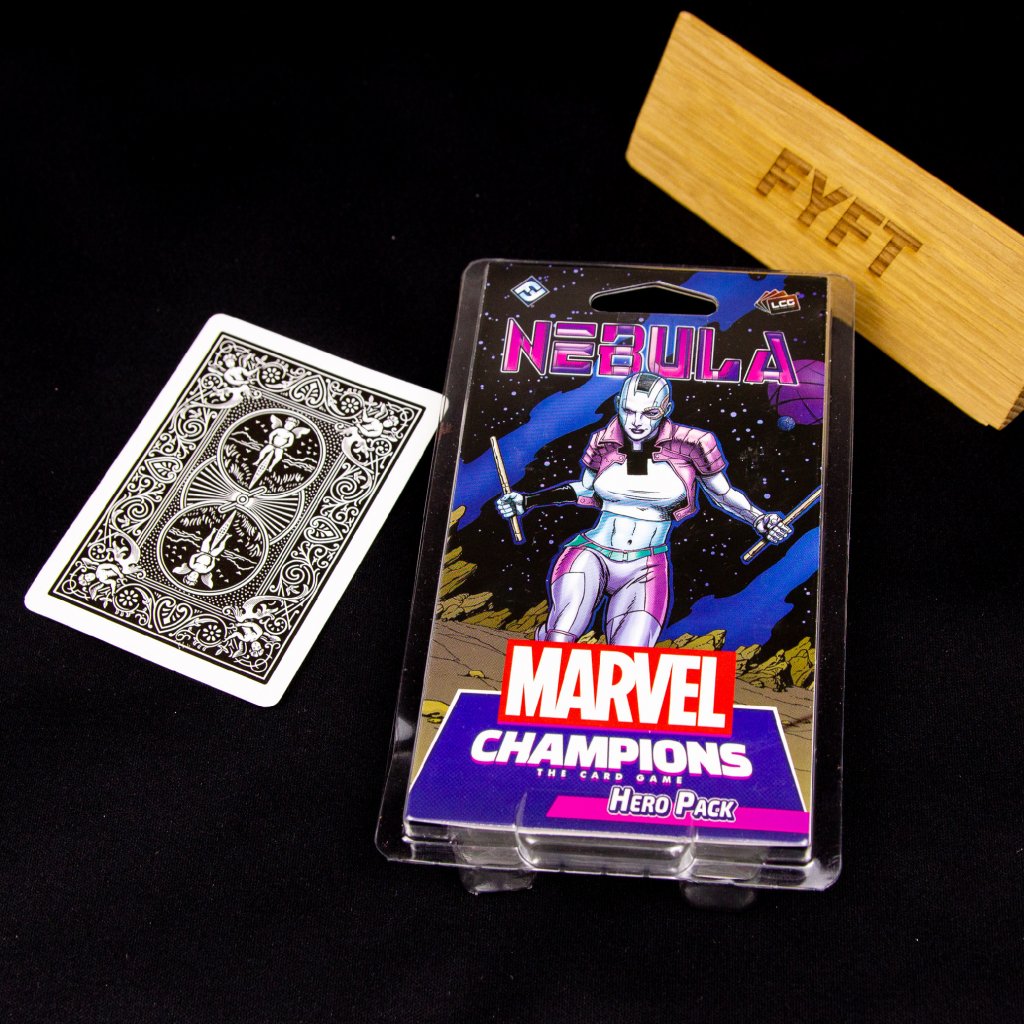 FYFT
LCG
NEBULA
MARVEL
CHAMPIONS
THE CARD GAME
HERO PACK